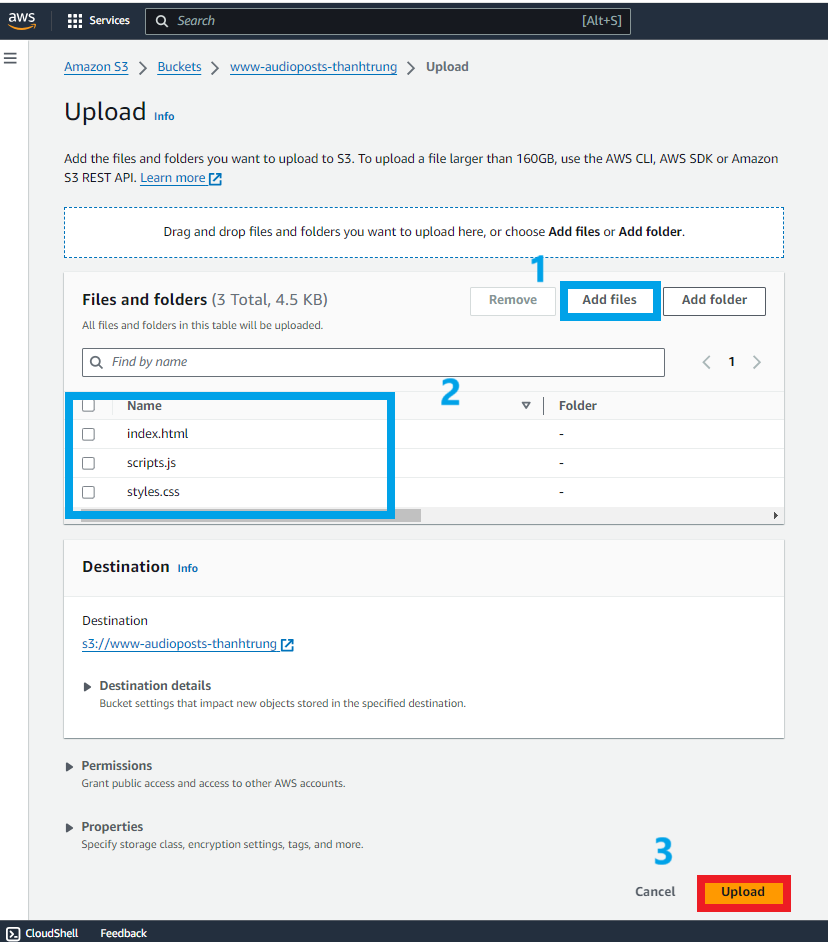 aws
Services
Search [Alt+S]
Amazon S3 > Buckets > www-audioposts-thanhtrung > Upload
Upload Info
Add the files and folders you want to upload to S3. To upload a file larger than 160GB, use the AWS CLI, AWS SDK or Amazon
S3 REST API. Learn more
Drag and drop files and folders you want to upload here, or choose Add files or Add folder.
1
Files and folders (3 Total, 4.5 KB)
Remove
Add files
Add folder
All files and folders in this table will be uploaded.
Find by name
1
2
Name Folder
index.html -
scripts.js -
styles.css -
Destination Info
Destination
s3://www-audioposts-thanhtrung
Destination details
Bucket settings that impact new objects stored in the specified destination.
Permissions
Grant public access and access to other AWS accounts.
Properties
Specify storage class, encryption settings, tags, and more.
3
Cancel
Upload
CloudShell Feedback